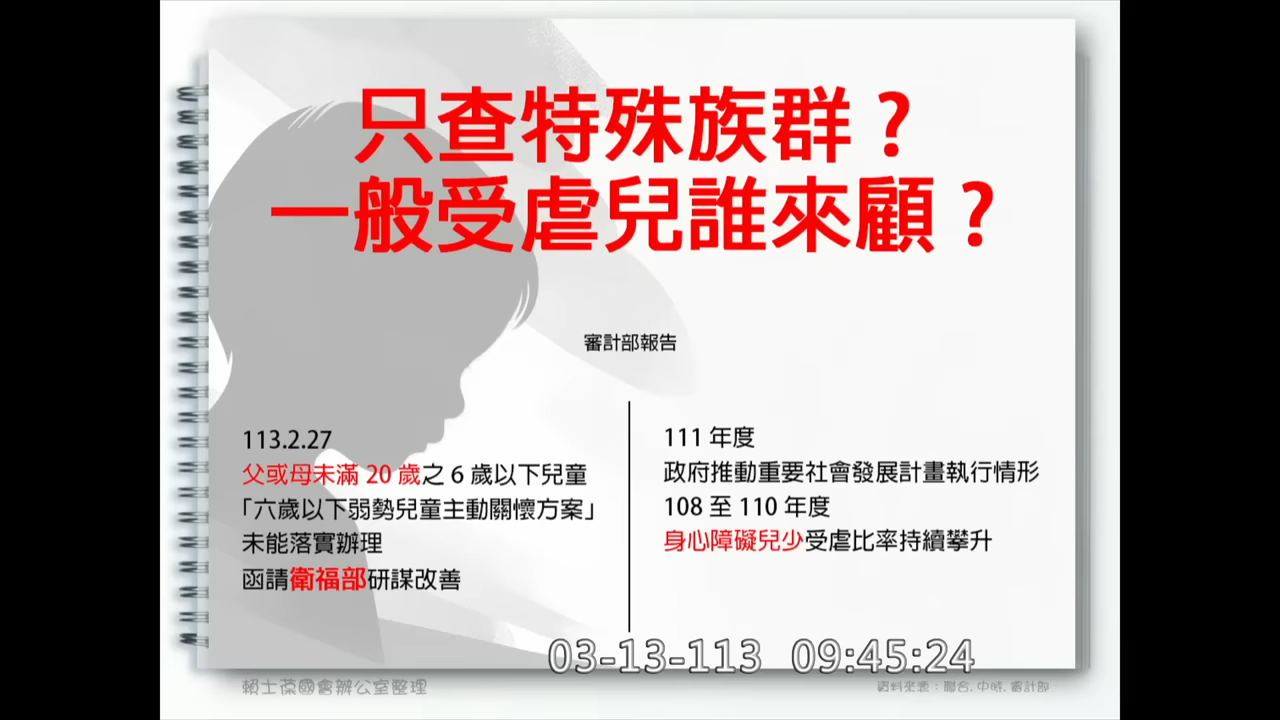 只查特殊族群?
一般受虐兒誰來顧?
審計部報告
113.2.27
父或母未滿 20 歲之 6 歲以下兒童
「六歲以下弱勢兒童主動關懷方案」
未能落實辦理
函請衛福部研謀改善
111 年度
政府推動重要社會發展計畫執行情形
108 至 110 年度
身心障礙兒少受虐比率持續攀升
03-13-113 09:45:24
賴士葆國會辦公室整理
資料來源：聯合, 中時, 審計部